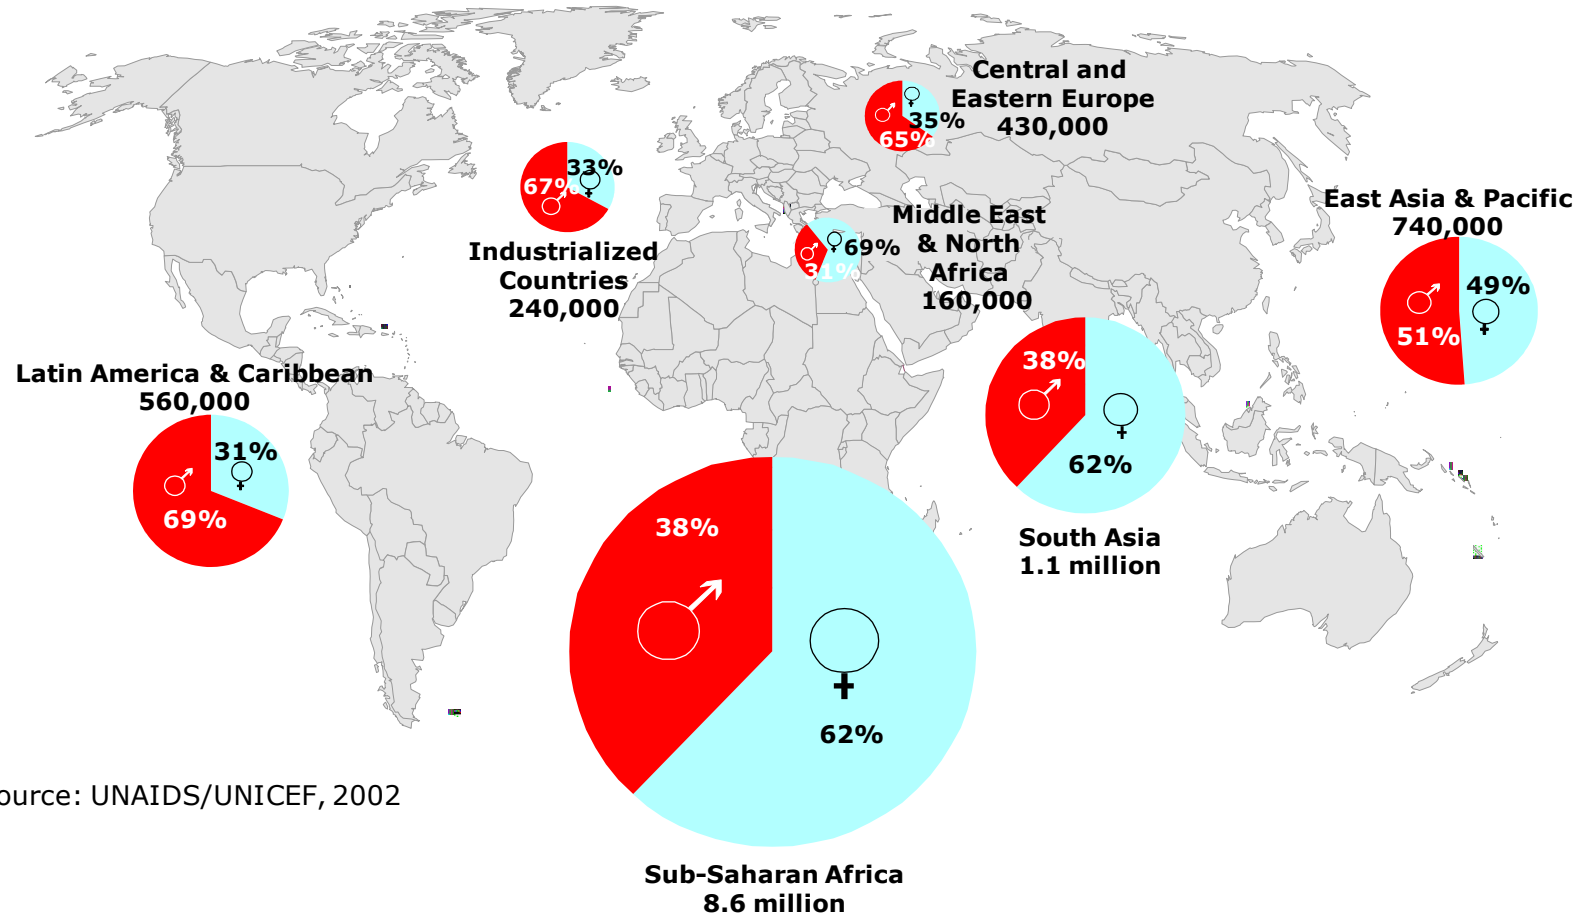 Central and
Eastern Europe
430,000
35%
65%
33%
67%
Industrialized
Countries
240,000
Middle East
& North
Africa
160,000
69%
31%
East Asia & Pacific
740,000
49%
51%
Latin America & Caribbean
560,000
31%
69%
38%
62%
South Asia
1.1 million
38%
62%
ource: UNAIDS/UNICEF, 2002
Sub-Saharan Africa
8.6 million